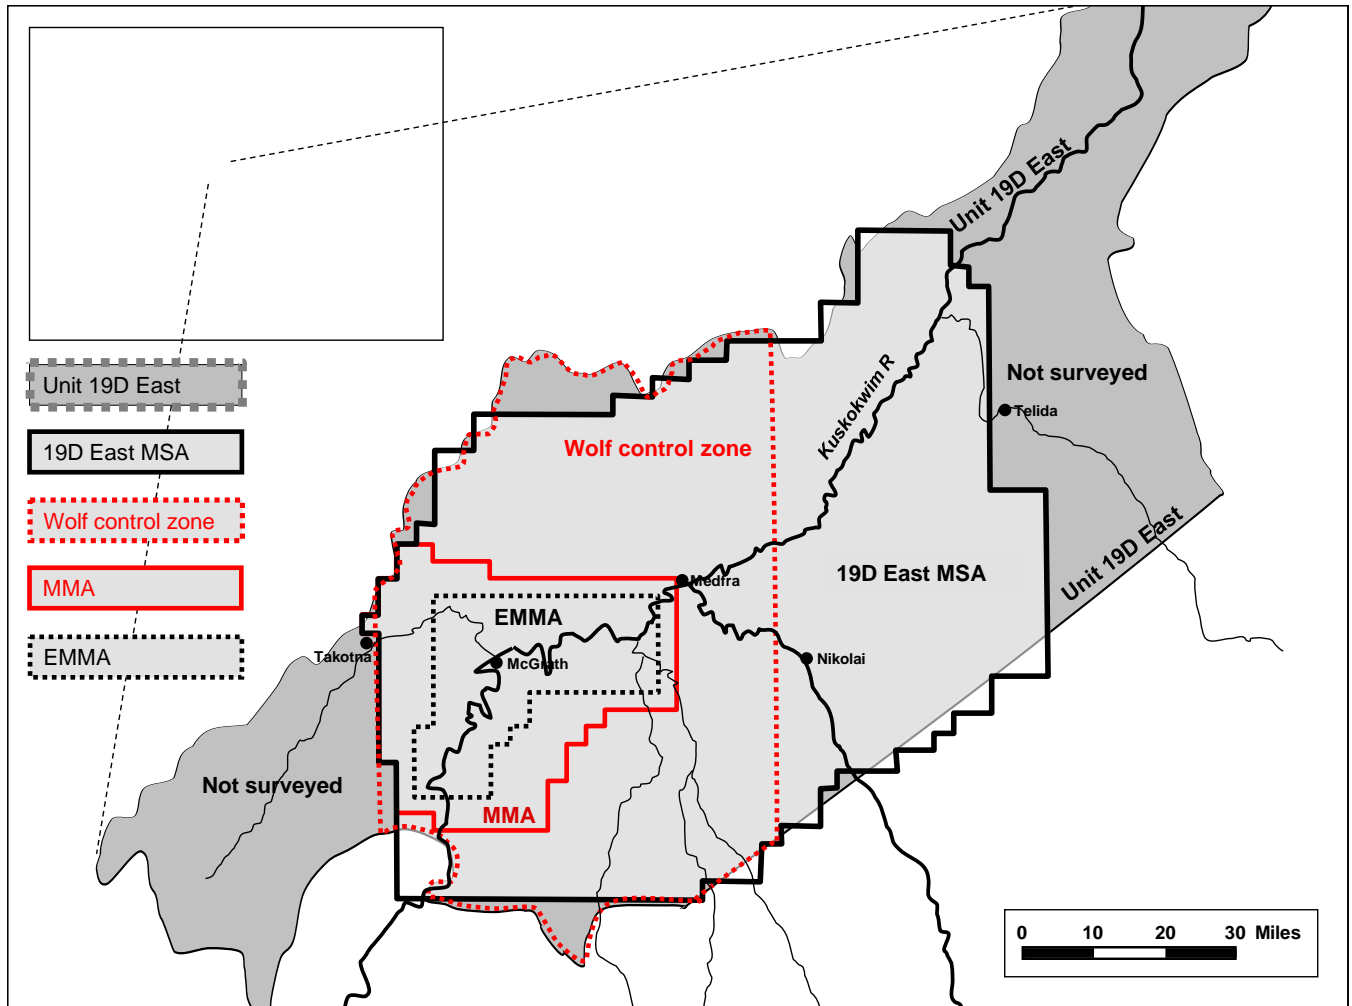 Unit 19D East
Unit 19D East
19D East MSA
Wolf control zone
MMA
EMMA
Kuskokwim R
Not surveyed
Telida
Wolf control zone
Unit 19D East
19D East MSA
Medfra
EMMA
Takotna
McGrath
Nikolai
Not surveyed
MMA
0 10 20 30 Miles